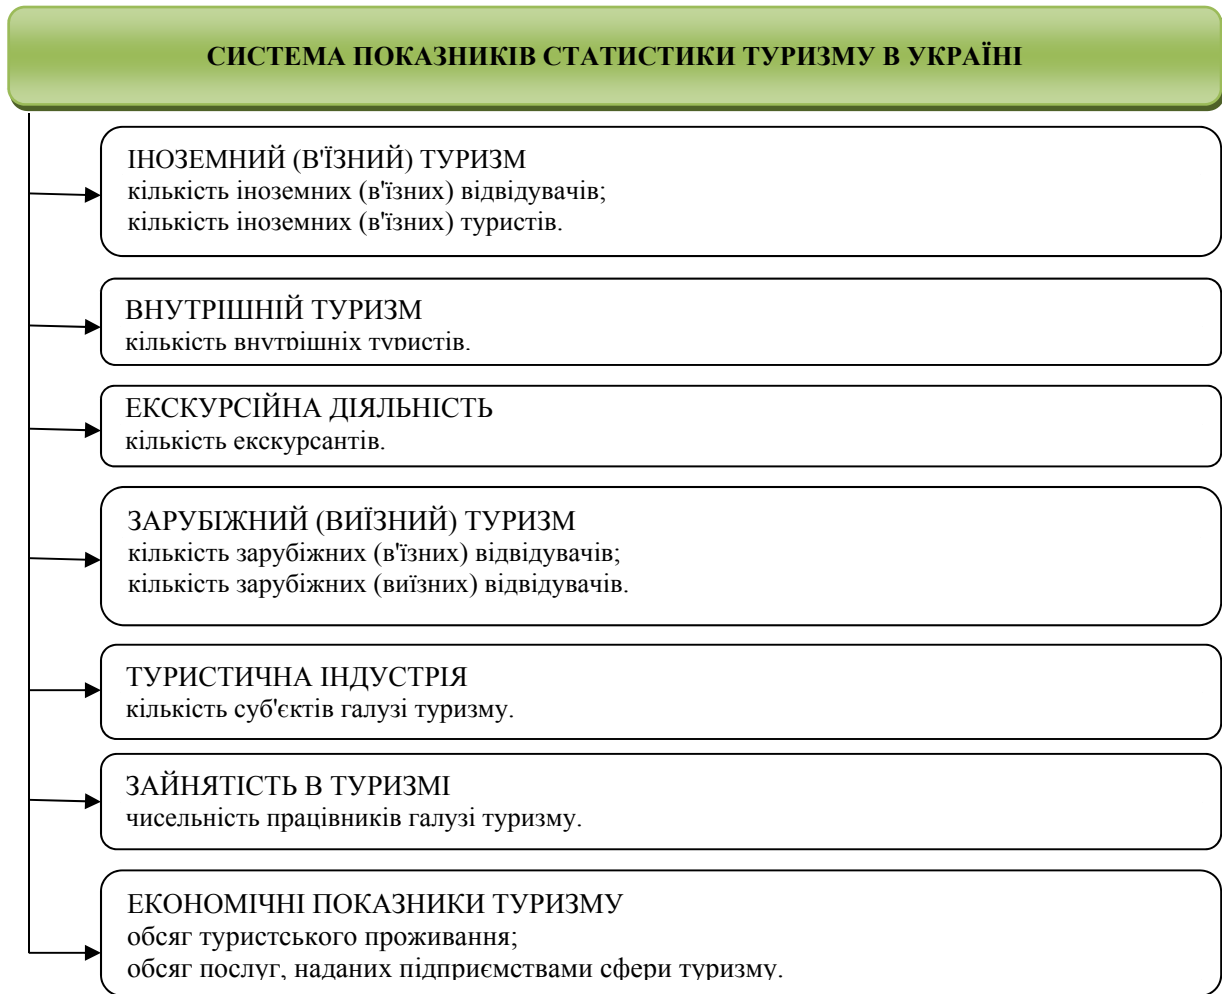 СИСТЕМА ПОКАЗНИКІВ СТАТИСТИКИ ТУРИЗМУ В УКРАЇНІ
ІНОЗЕМНИЙ (В'ЇЗНИЙ) ТУРИЗМ
кількість іноземних (в'їзних) відвідувачів;
кількість іноземних (в'їзних) туристів.
ВНУТРІШНІЙ ТУРИЗМ
кількість внутрішніх туристів.
ЕКСКУРСІЙНА ДІЯЛЬНІСТЬ
кількість екскурсантів.
ЗАРУБІЖНИЙ (ВИЇЗНИЙ) ТУРИЗМ
кількість зарубіжних (в'їзних) відвідувачів;
кількість зарубіжних (виїзних) відвідувачів.
ТУРИСТИЧНА ІНДУСТРІЯ
кількість суб'єктів галузі туризму.
ЗАЙНЯТІСТЬ В ТУРИЗМІ
чисельність працівників галузі туризму.
ЕКОНОМІЧНІ ПОКАЗНИКИ ТУРИЗМУ
обсяг туристського проживання;
обсяг послуг, наданих підприємствами сфери туризму.